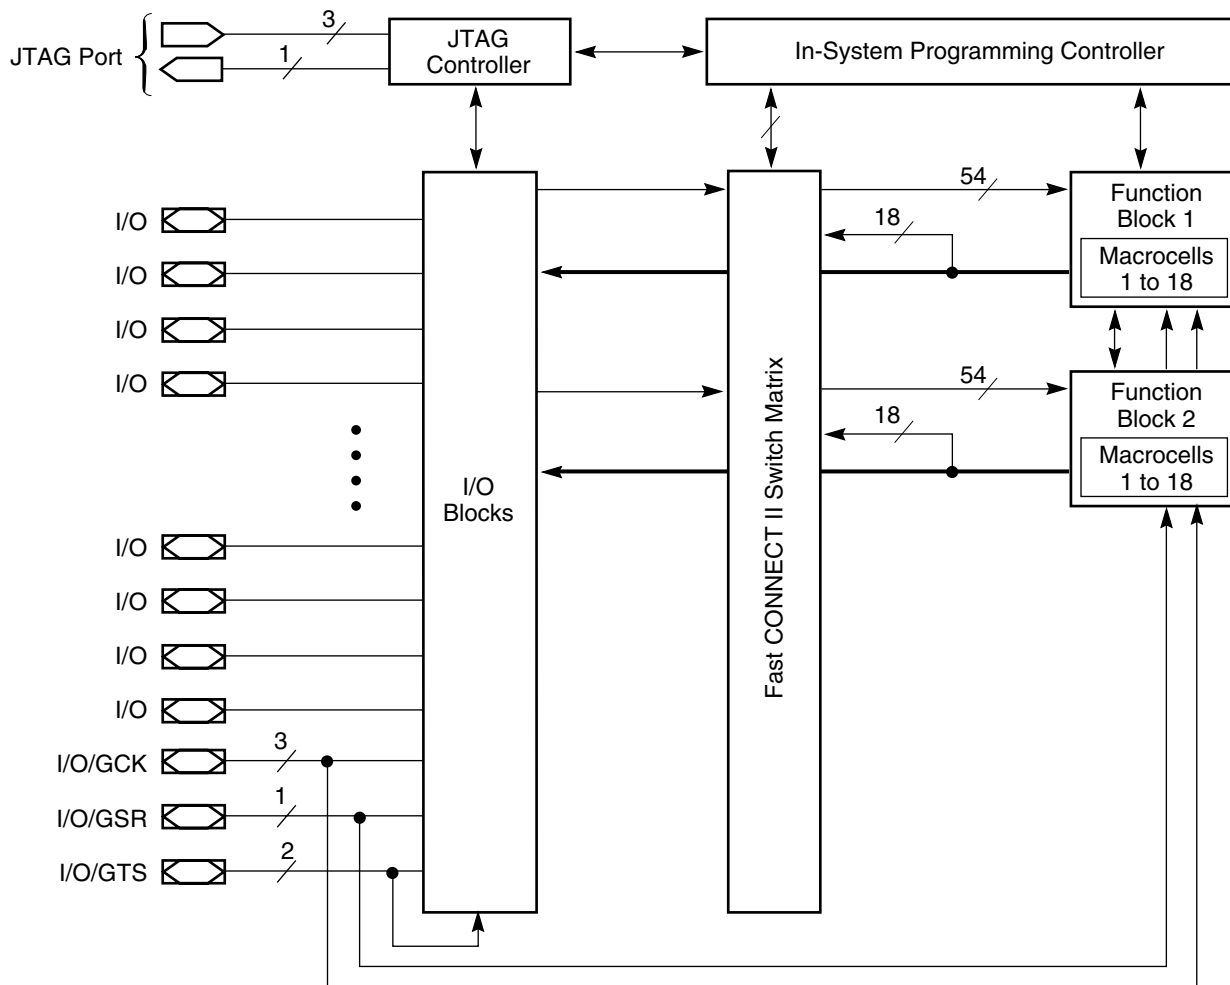 JTAG Port
3
1
JTAG
Controller
In-System Programming Controller
I/O
I/O
I/O
I/O
I/O
I/O
I/O
I/O
I/O/GCK
3
I/O/GSR
1
I/O/GTS
2
I/O
Blocks
Fast CONNECT II Switch Matrix
54
18
Function
Block 1
Macrocells
1 to 18
54
18
Function
Block 2
Macrocells
1 to 18